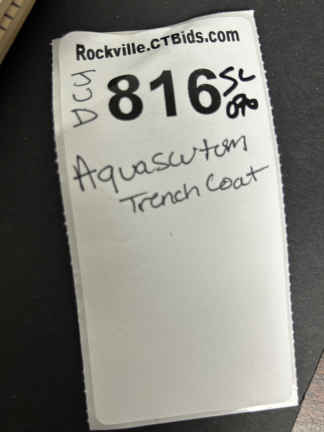 Rockville.CTBids.com
816
Aquascutum
Trench Coat